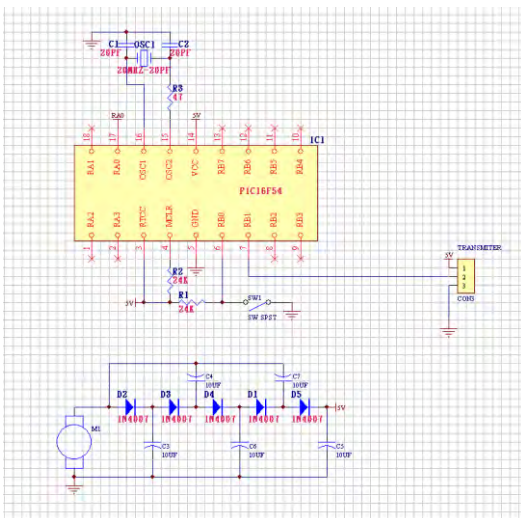 C1 OSC1 C2
20PF 20PF
20MHZ-20PF
R3
47
RA0 5V
18 17 16 15 14 13 12 11 10
IC1
RA1 RA0 OSC1 OSC2 VCC RB7 RB6 RB5 RB4
PIC16F54
RA2 RA3 RTCC MCLR GND RB0 RB1 RB2 RB3
1 2 3 4 5 6 7 8 9
TRANSMITER
5V
1
2
3
CON3
R2
24K
5V
R1
24K
SW1
SW SPST
C4
10UF
C7
10UF
D2 D3 D4 D1 D5
1N4007 1N4007 1N4007 1N4007 1N4007
5V
M1
C3
10UF
C6
10UF
C5
10UF